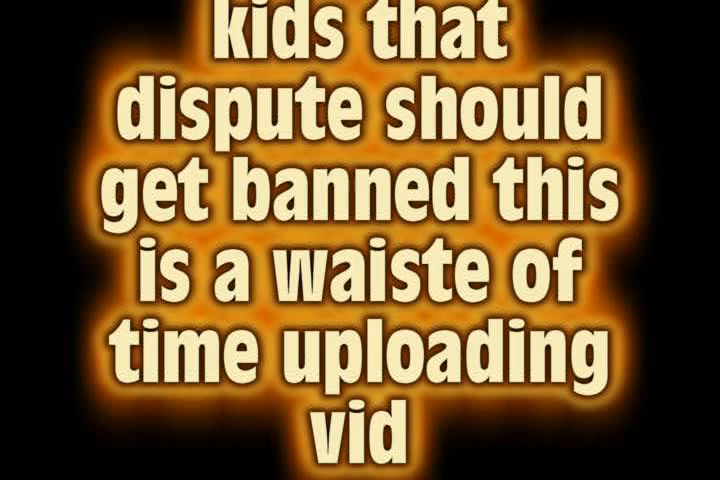 kids that
dispute should
get banned this
is a waiste of
time uploading
vid